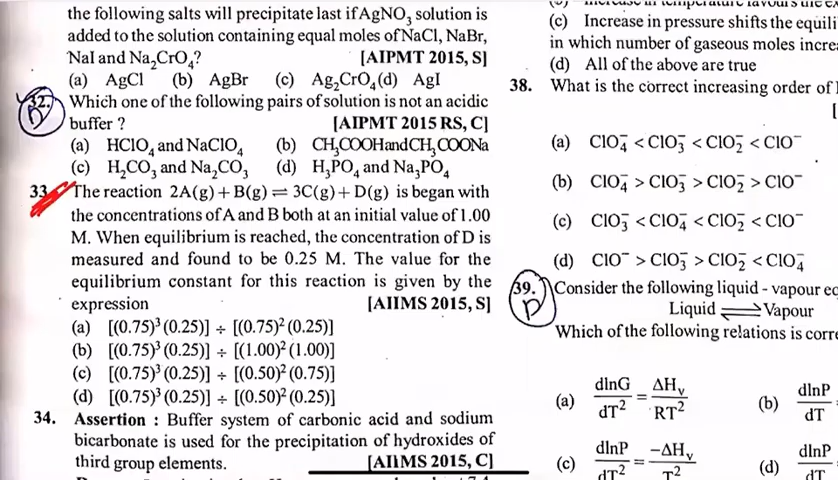 the following salts will precipitate last if AgNO₃ solution is
added to the solution containing equal moles of NaCl, NaBr,
NaI and Na₂CrO₄? [AIPMT 2015, S]
(a) AgCl (b) AgBr (c) Ag₂CrO₄ (d) AgI
32. Which one of the following pairs of solution is not an acidic
buffer ? [AIPMT 2015 RS, C]
(a) HClO₄ and NaClO₄ (b) CH₃COOH and CH₃COONa
(c) H₂CO₃ and Na₂CO₃ (d) H₃PO₄ and Na₃PO₄
33. The reaction 2A(g) + B(g) ⇌ 3C(g) + D(g) is began with
the concentrations of A and B both at an initial value of 1.00
M. When equilibrium is reached, the concentration of D is
measured and found to be 0.25 M. The value for the
equilibrium constant for this reaction is given by the
expression [AIIMS 2015, S]
(a) [(0.75)³ (0.25)] ÷ [(0.75)² (0.25)]
(b) [(0.75)³ (0.25)] ÷ [(1.00)² (1.00)]
(c) [(0.75)³ (0.25)] ÷ [(0.50)² (0.75)]
(d) [(0.75)³ (0.25)] ÷ [(0.50)² (0.25)]
34. Assertion : Buffer system of carbonic acid and sodium
bicarbonate is used for the precipitation of hydroxides of
third group elements. [AIIMS 2015, C]
(c) Increase in pressure shifts the
in which number of gaseous moles
(d) All of the above are true
38. What is the correct increasing order of
(a) ClO₄⁻ < ClO₃⁻ < ClO₂⁻ < ClO⁻
(b) ClO₄⁻ > ClO₃⁻ > ClO₂⁻ > ClO⁻
(c) ClO₃⁻ < ClO₄⁻ < ClO₂⁻ < ClO⁻
(d) ClO⁻ > ClO₃⁻ > ClO₂⁻ < ClO₄⁻
39. Consider the following liquid - vapour
Liquid ⇌ Vapour
Which of the following relations is
(a) dlnG/dT² = ΔHᵥ/RT² (b) dlnP/dT
(c) dlnP/dT² = -ΔHᵥ/T² (d) dlnP/dT